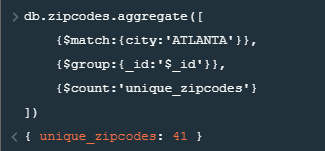 > db.zipcodes.aggregate([
    {$match:{city:'ATLANTA'}},
    {$group:{_id:'$_id'}},
    {$count:'unique_zipcodes'}
])
< { unique_zipcodes: 41 }